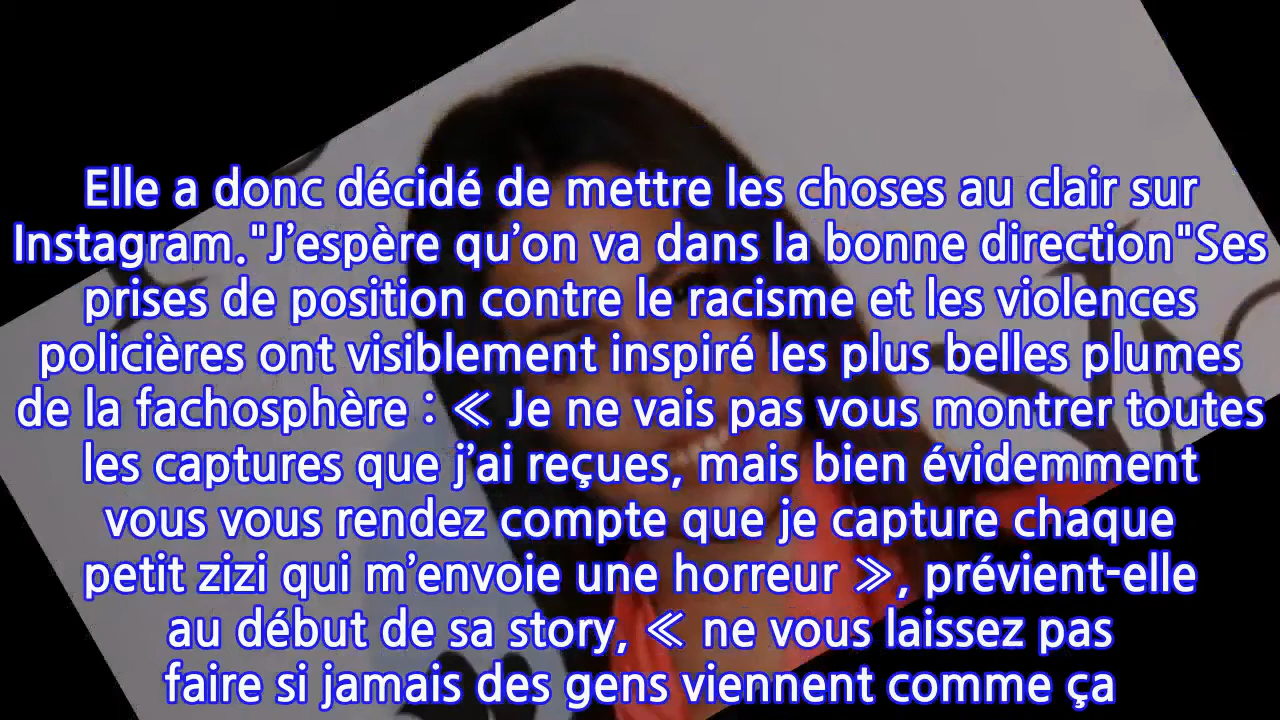 Elle a donc décidé de mettre les choses au clair sur
Instagram."J’espère qu’on va dans la bonne direction"Ses
prises de position contre le racisme et les violences
policières ont visiblement inspiré les plus belles plumes
de la fachosphère : « Je ne vais pas vous montrer toutes
les captures que j’ai reçues, mais bien évidemment
vous vous rendez compte que je capture chaque
petit zizi qui m’envoie une horreur », prévient-elle
au début de sa story, « ne vous laissez pas
faire si jamais des gens viennent comme ça